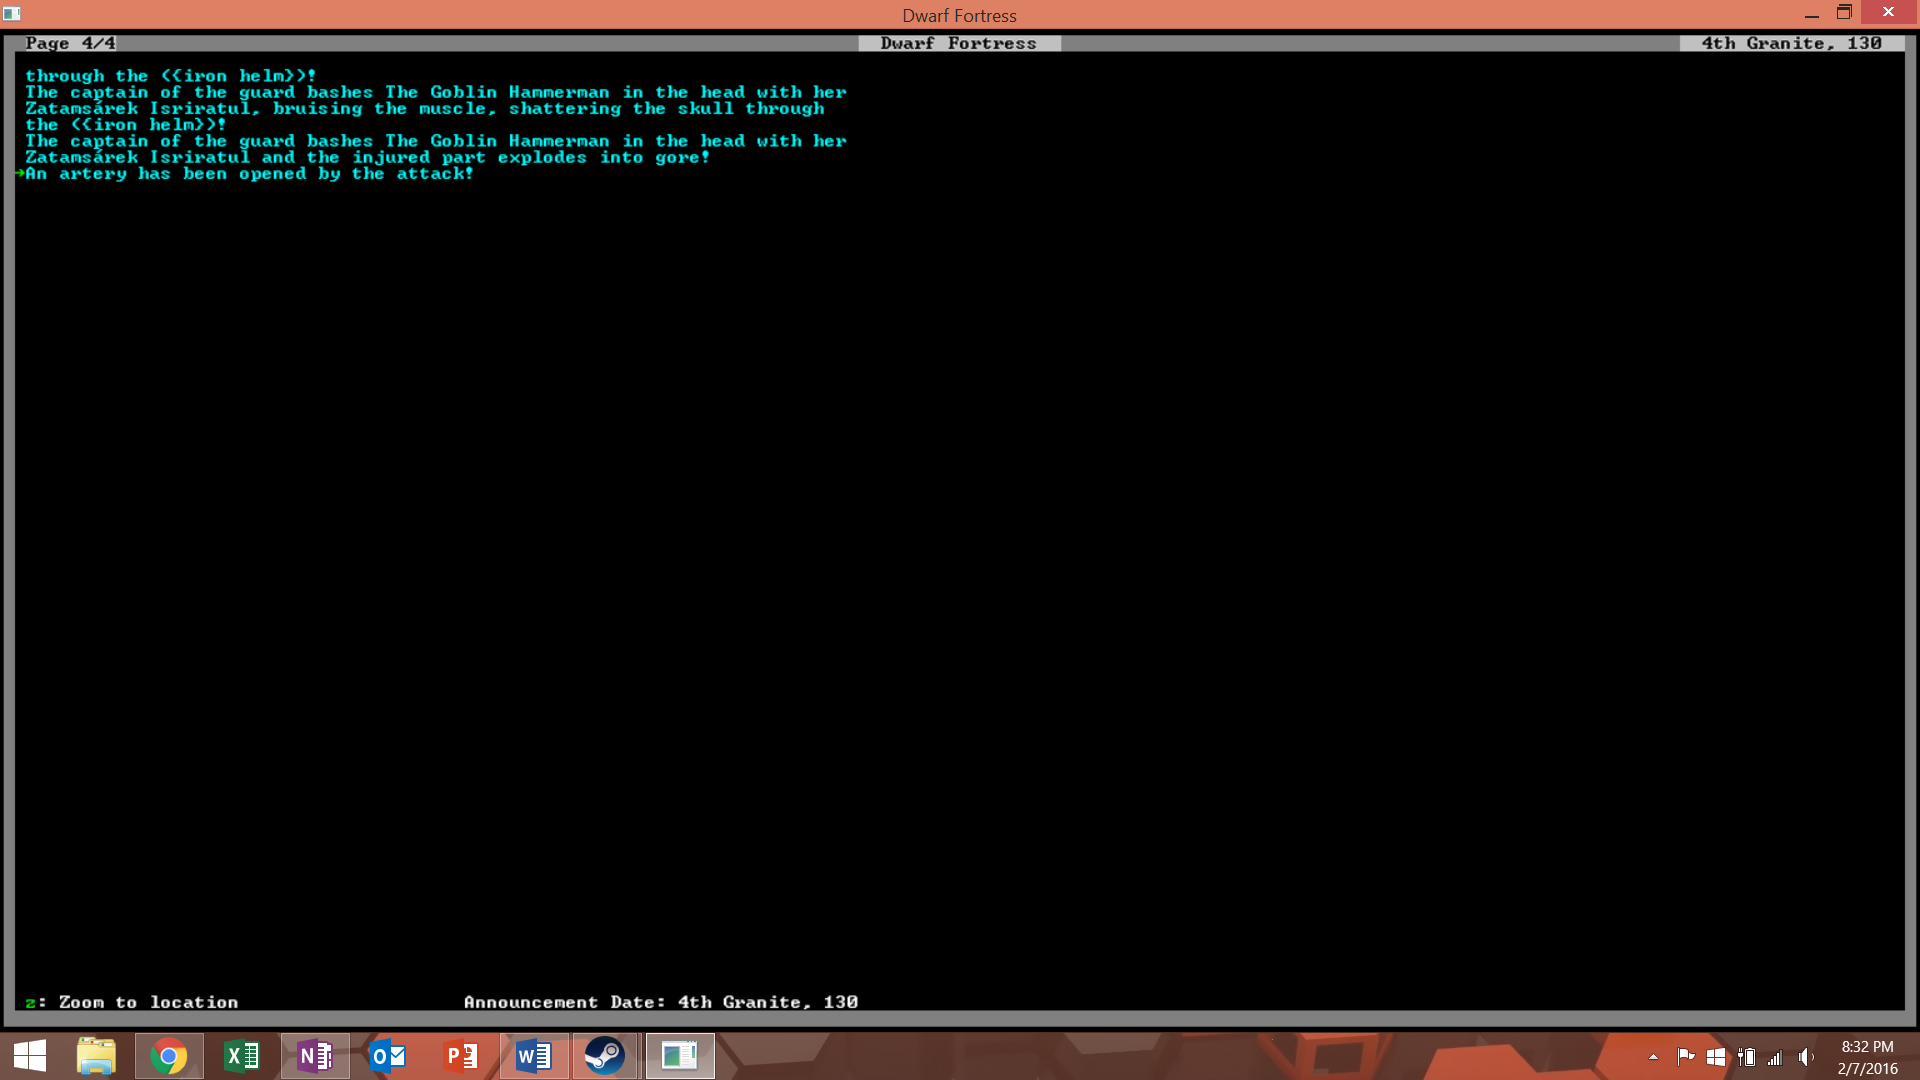 Dwarf Fortress
Page 4/4 Dwarf Fortress 4th Granite, 130
through the <<iron helm>>!
The captain of the guard bashes The Goblin Hammerman in the head with her
Zatamsárek Isriratul, bruising the muscle, shattering the skull through
the <<iron helm>>!
The captain of the guard bashes The Goblin Hammerman in the head with her
Zatamsárek Isriratul and the injured part explodes into gore!
An artery has been opened by the attack!
z: Zoom to location Announcement Date: 4th Granite, 130
8:32 PM
2/7/2016